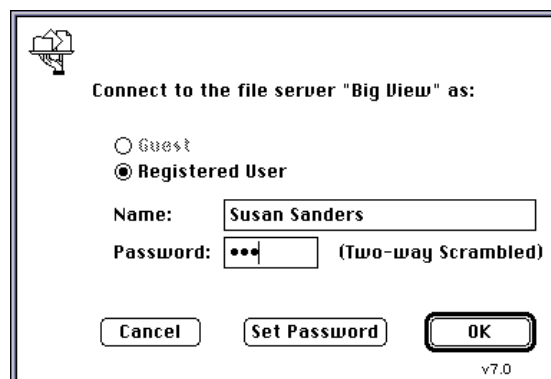 Connect to the file server "Big View" as:
Guest
Registered User
Name: Susan Sanders
Password: ••• (Two-way Scrambled)
Cancel Set Password OK
v7.0